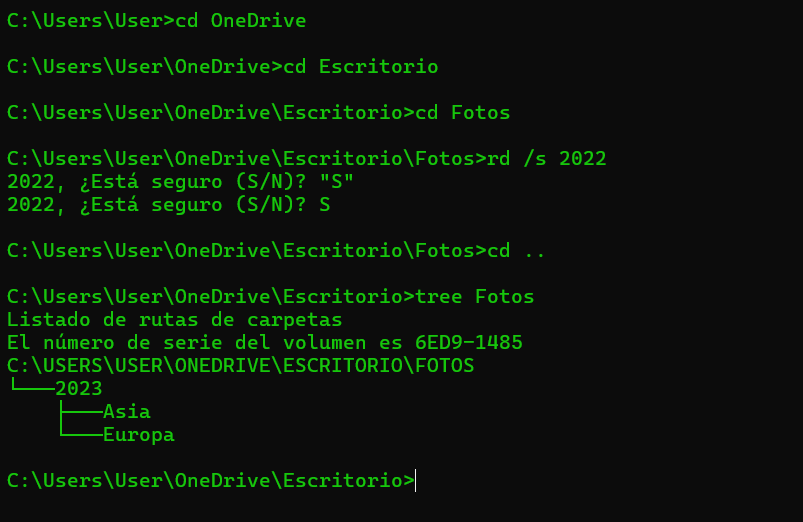 C:\Users\User>cd OneDrive
C:\Users\User\OneDrive>cd Escritorio
C:\Users\User\OneDrive\Escritorio>cd Fotos
C:\Users\User\OneDrive\Escritorio\Fotos>rd /s 2022
2022, ¿Está seguro (S/N)? "S"
2022, ¿Está seguro (S/N)? S
C:\Users\User\OneDrive\Escritorio\Fotos>cd ..
C:\Users\User\OneDrive\Escritorio>tree Fotos
Listado de rutas de carpetas
El número de serie del volumen es 6ED9-1485
C:\USERS\USER\ONEDRIVE\ESCRITORIO\FOTOS
└───2023
    ├───Asia
    └───Europa
C:\Users\User\OneDrive\Escritorio>